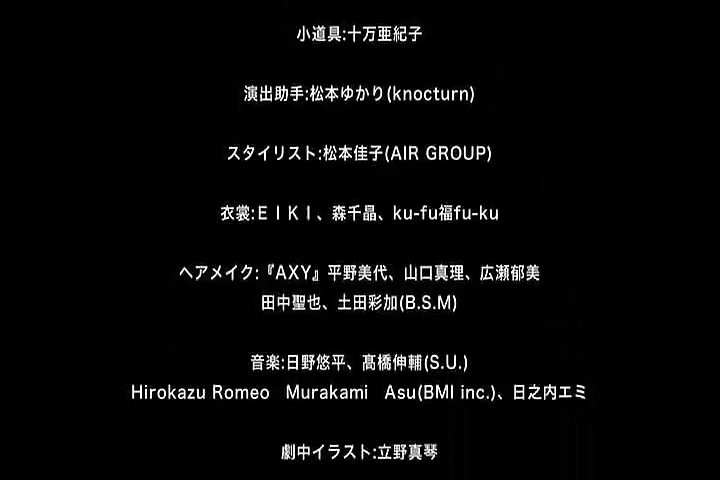 小道具:十万亜紀子
演出助手:松本ゆかり(knocturn)
スタイリスト:松本佳子(AIR GROUP)
衣裳:ＥＩＫＩ、森千晶、ku-fu福fu-ku
ヘアメイク:『AXY』平野美代、山口真理、広瀬郁美
田中聖也、土田彩加(B.S.M)
音楽:日野悠平、髙橋伸輔(S.U.)
Hirokazu Romeo　Murakami　Asu(BMI inc.)、日之内エミ
劇中イラスト:立野真琴